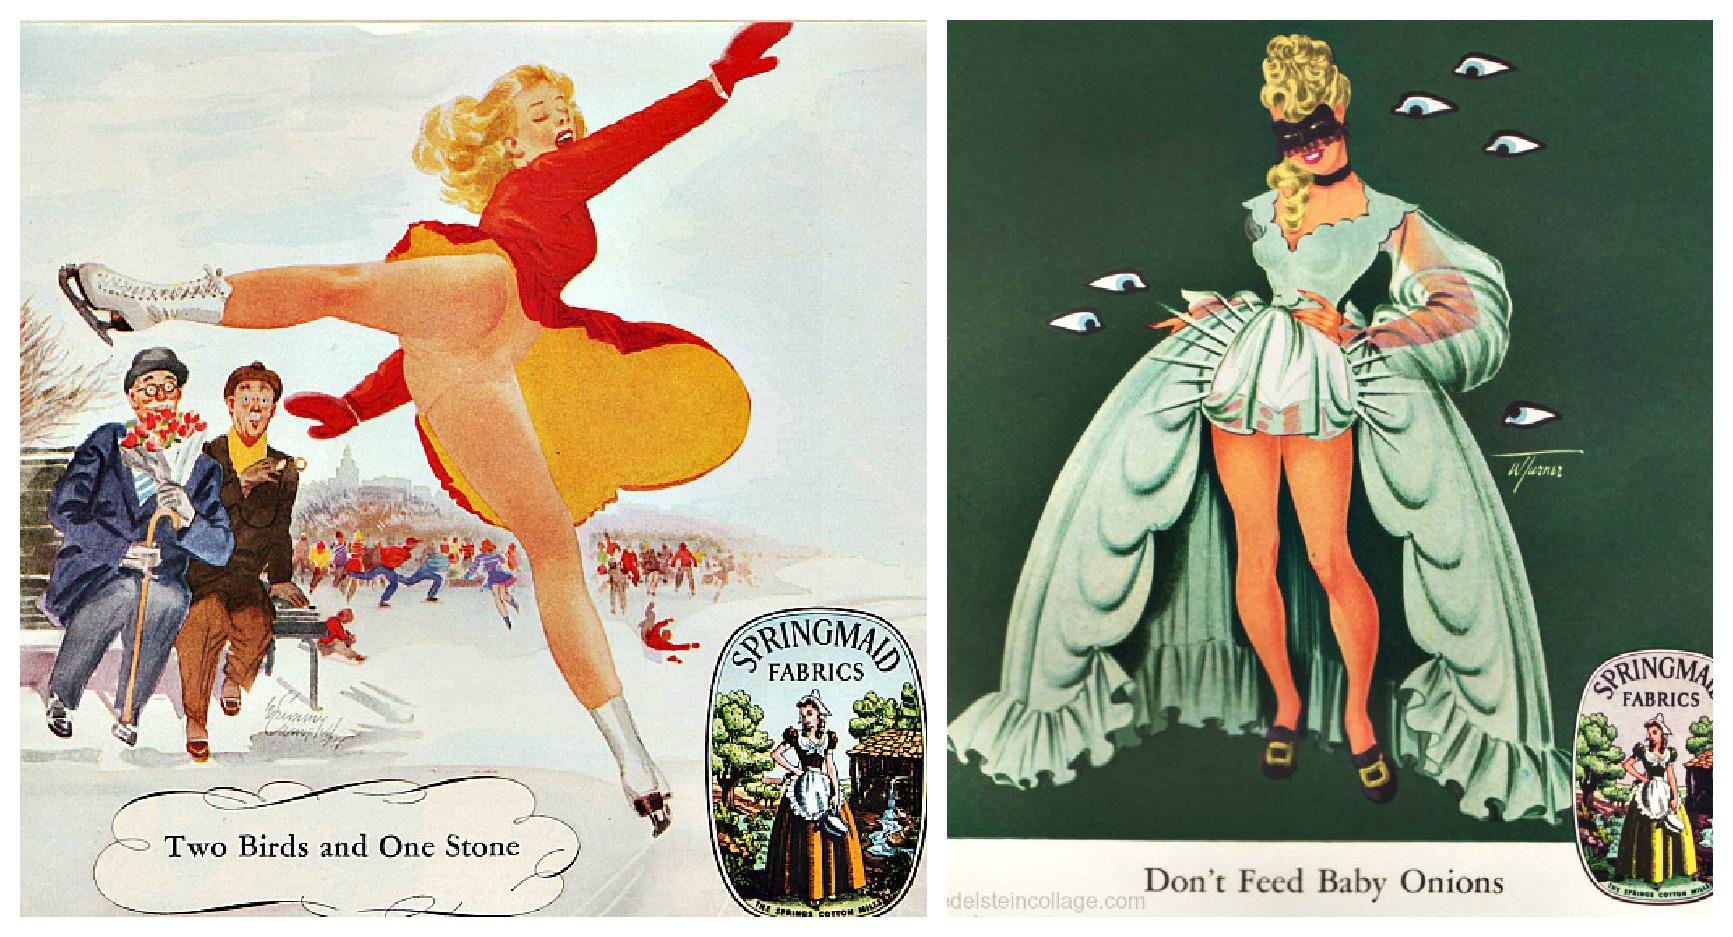 SPRINGMAID
FABRICS
THE SPRINGS COTTON MILLS
Two Birds and One Stone
W Turner
SPRINGMAI
FABRICS
THE SPRINGS COTTON MILLS
Don't Feed Baby Onions
edelsteincollage.com